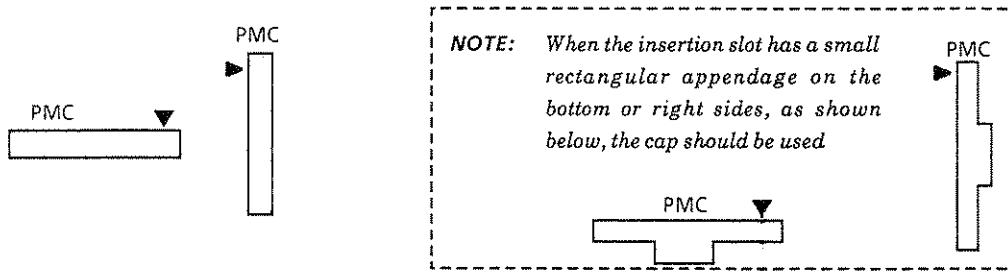 PMC
PMC
NOTE: When the insertion slot has a small
rectangular appendage on the
bottom or right sides, as shown
below, the cap should be used
PMC
PMC